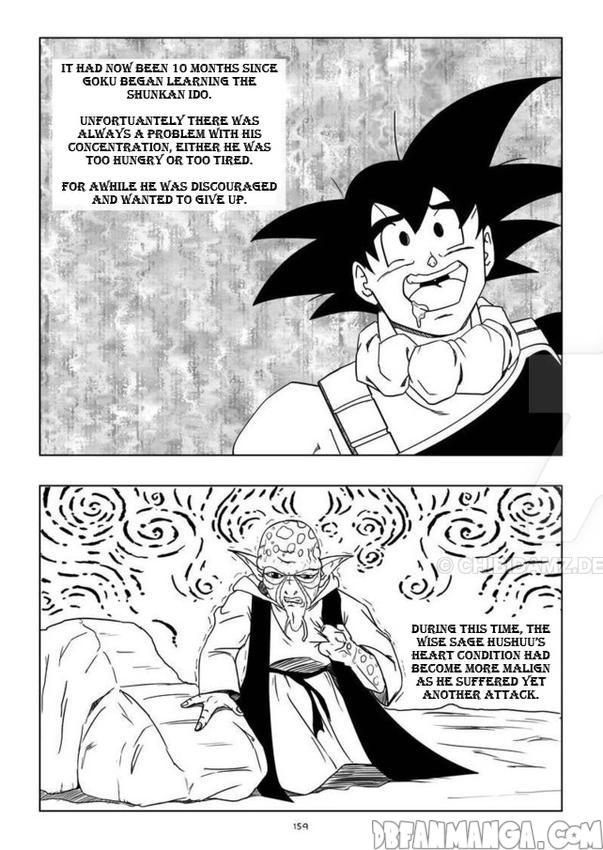 IT HAD NOW BEEN 10 MONTHS SINCE
GOKU BEGAN LEARNING THE
SHUNKAN IDO.
UNFORTUANTELY THERE WAS
ALWAYS A PROBLEM WITH HIS
CONCENTRATION, EITHER HE WAS
TOO HUNGRY OR TOO TIRED.
FOR AWHILE HE WAS DISCOURAGED
AND WANTED TO GIVE UP.
© CHIBIDAMZ.DE
DURING THIS TIME, THE
WISE SAGE HUSHUU'S
HEART CONDITION HAD
BECOME MORE MALIGN
AS HE SUFFERED YET
ANOTHER ATTACK.
159
DBFANMANGA.COM